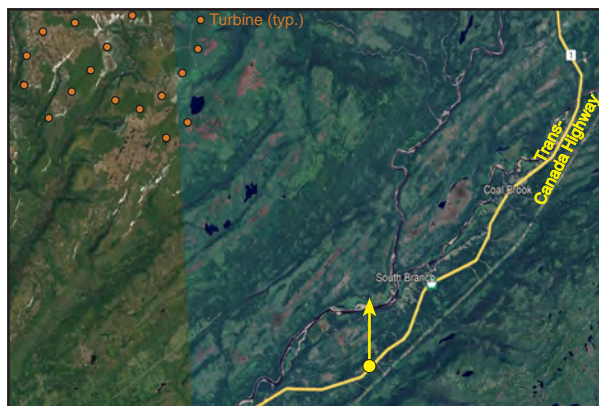 Turbine (typ.)
1
Trans-
Canada Highway
Coal Brook
South Branch